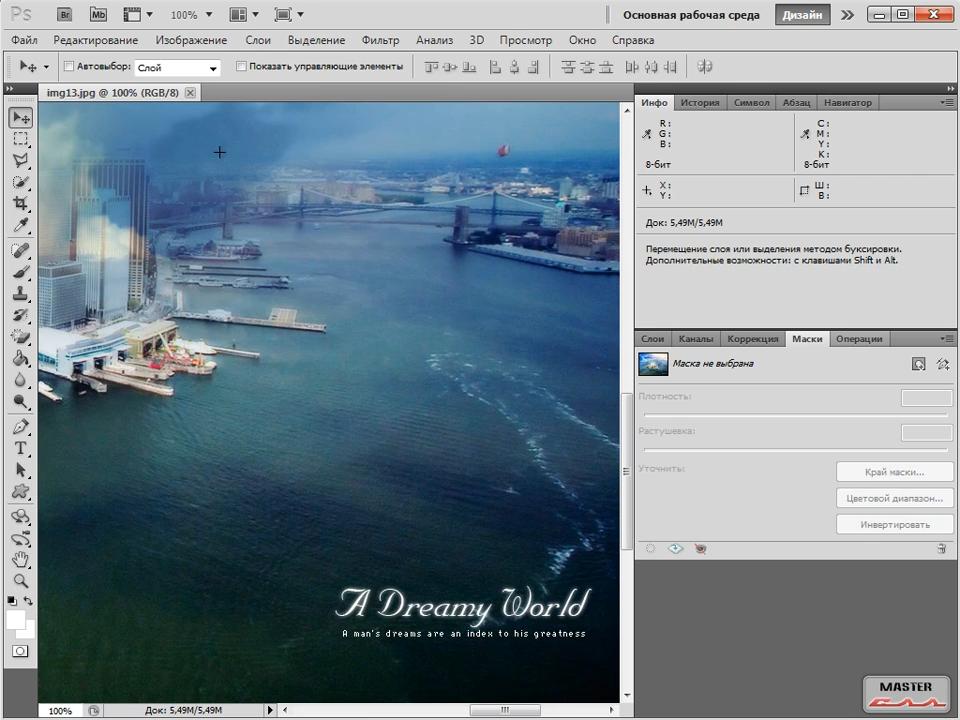 Ps Br Mb 100% Основная рабочая среда Дизайн
Файл Редактирование Изображение Слои Выделение Фильтр Анализ 3D Просмотр Окно Справка
Автовыбор: Слой Показать управляющие элементы
img13.jpg @ 100% (RGB/8)
Инфо История Символ Абзац Навигатор
R: C:
G: M:
B: Y:
K:
8-бит 8-бит
X: Ш:
Y: В:
Док: 5,49M/5,49M
Перемещение слоя или выделения методом буксировки.
Дополнительные возможности: с клавишами Shift и Alt.
Слои Каналы Коррекция Маски Операции
Маска не выбрана
Плотность:
Растушевка:
Уточнить: Край маски...
Цветовой диапазон...
Инвертировать
T
A Dreamy World
A man's dreams are an index to his greatness
MASTER
100% Док: 5,49M/5,49M